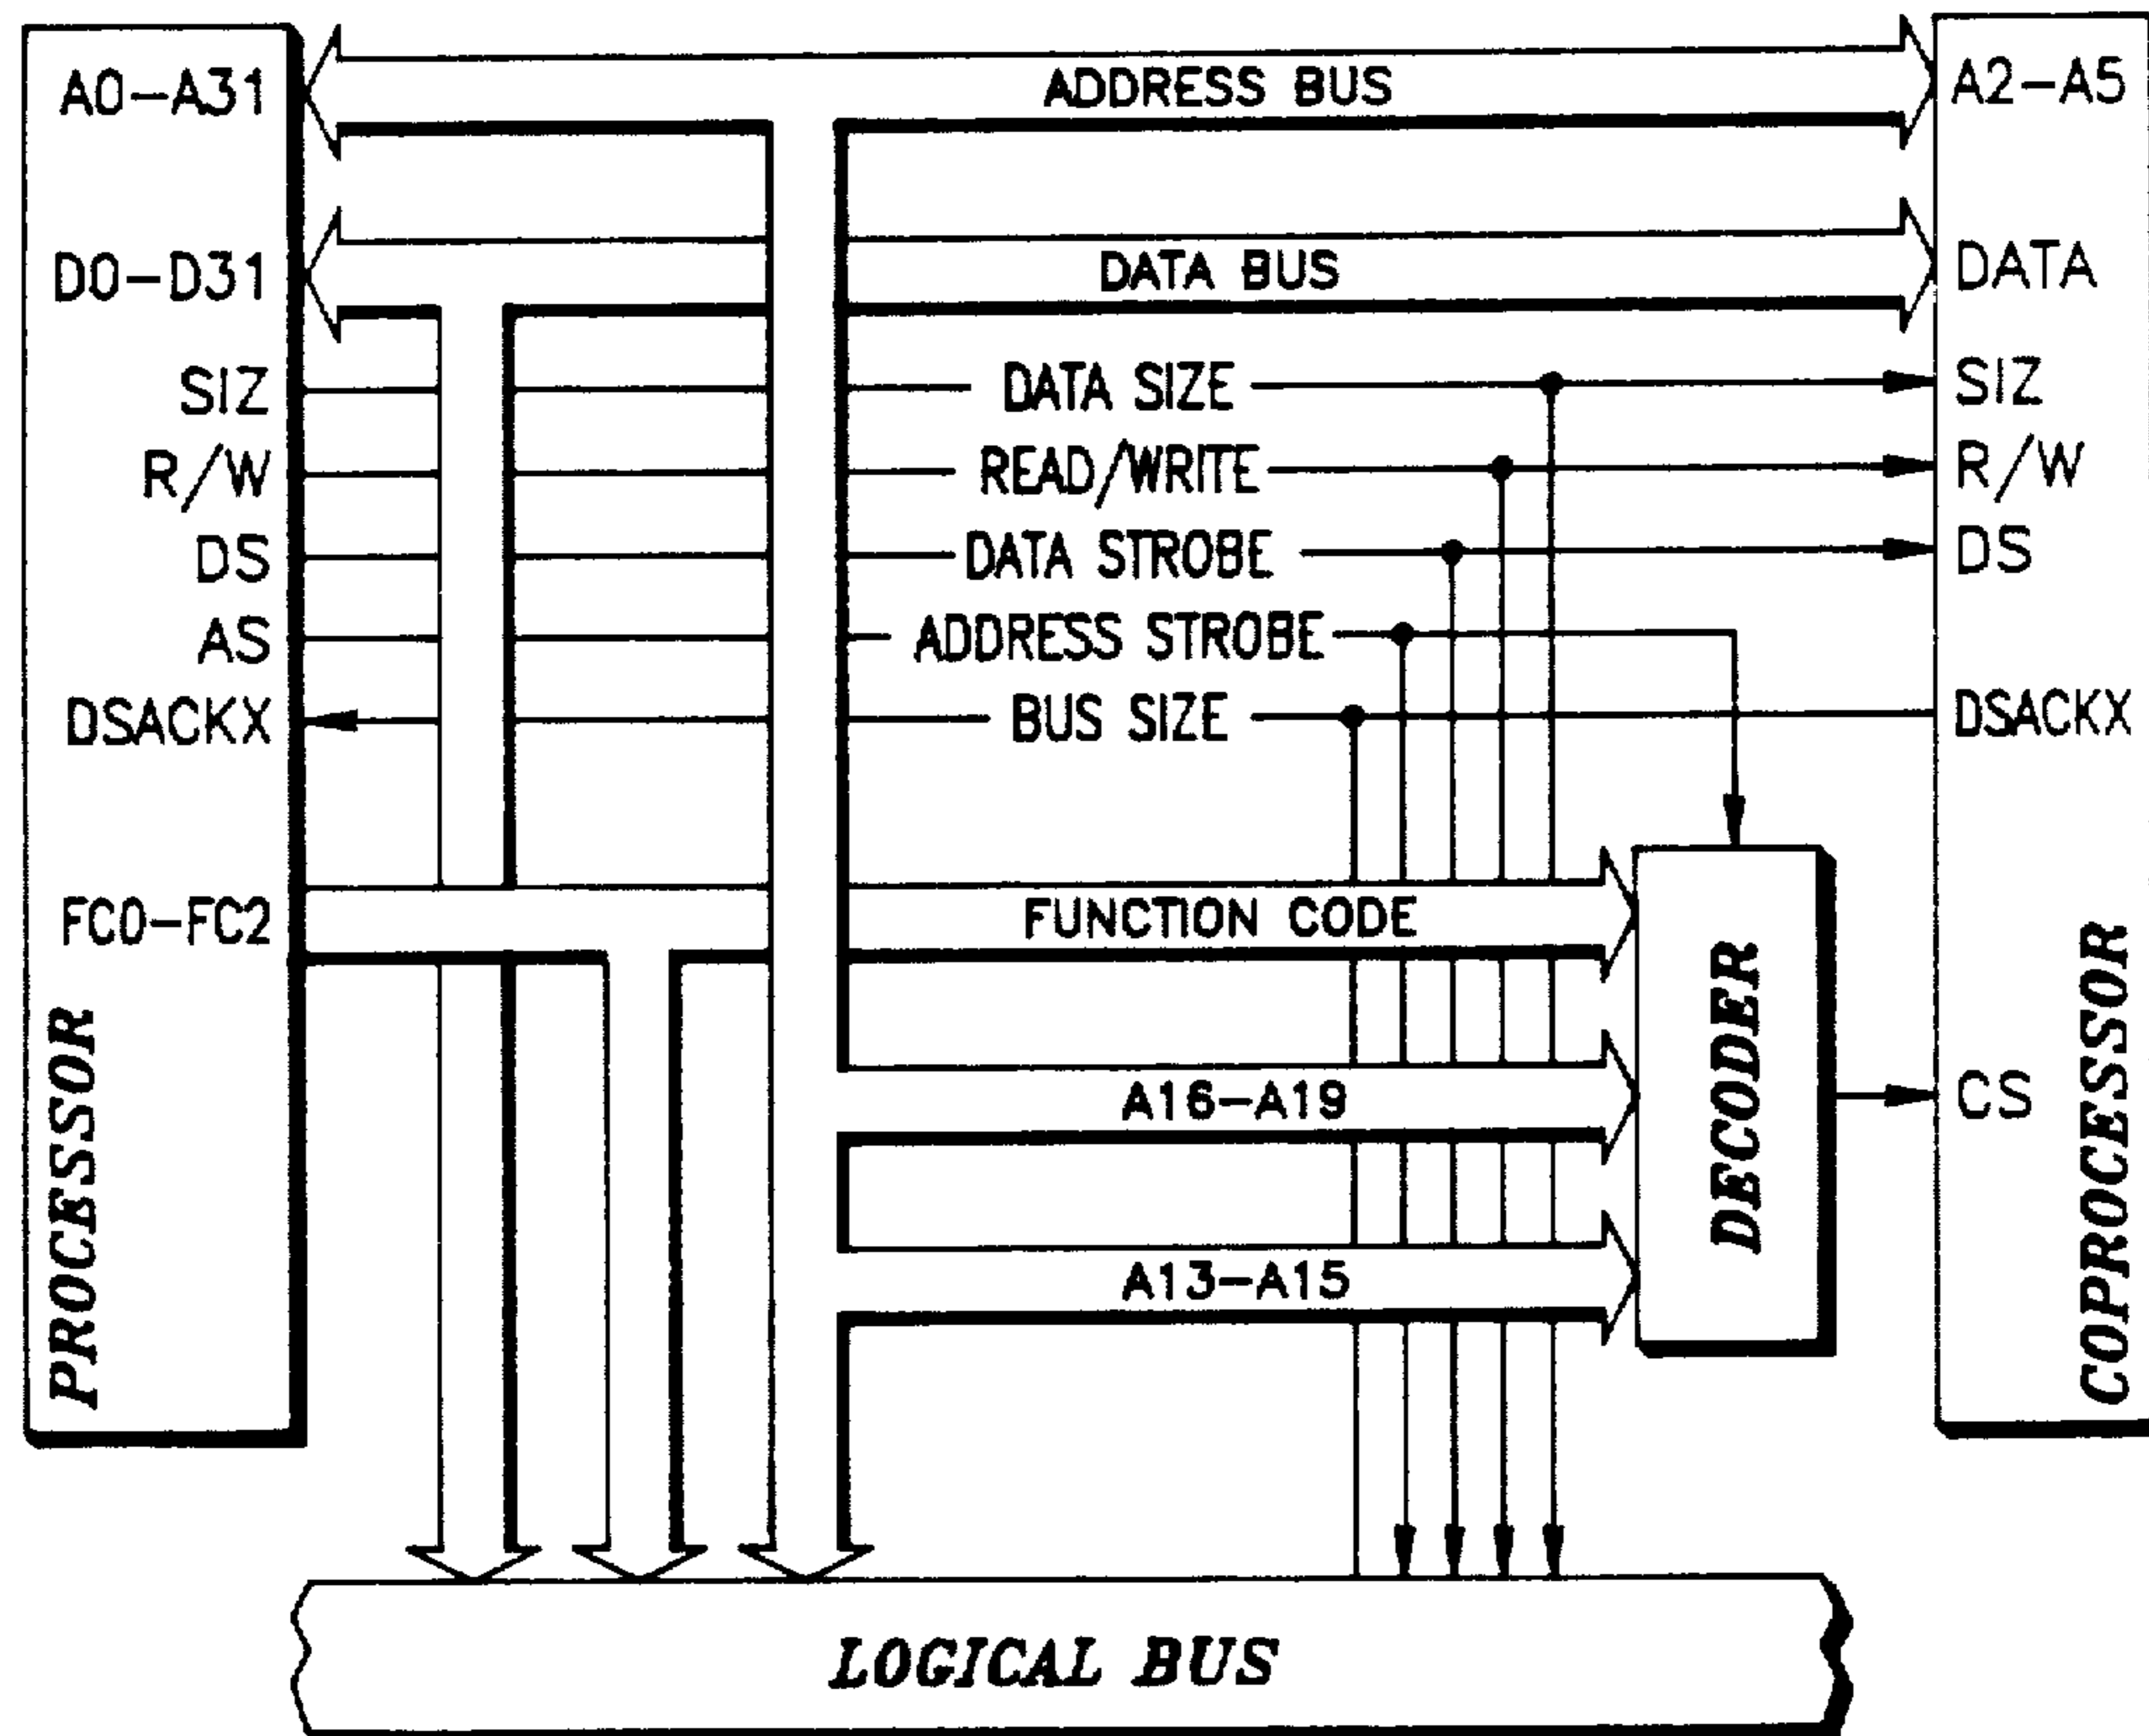 A0-A31
ADDRESS BUS
A2-A5
D0-D31
DATA BUS
DATA
SIZ
DATA SIZE
SIZ
R/W
READ/WRITE
R/W
DS
DATA STROBE
DS
AS
ADDRESS STROBE
DSACKX
BUS SIZE
DSACKX
FC0-FC2
FUNCTION CODE
A16-A19
CS
A13-A15
PROCESSOR
DECODER
COPROCESSOR
LOGICAL BUS